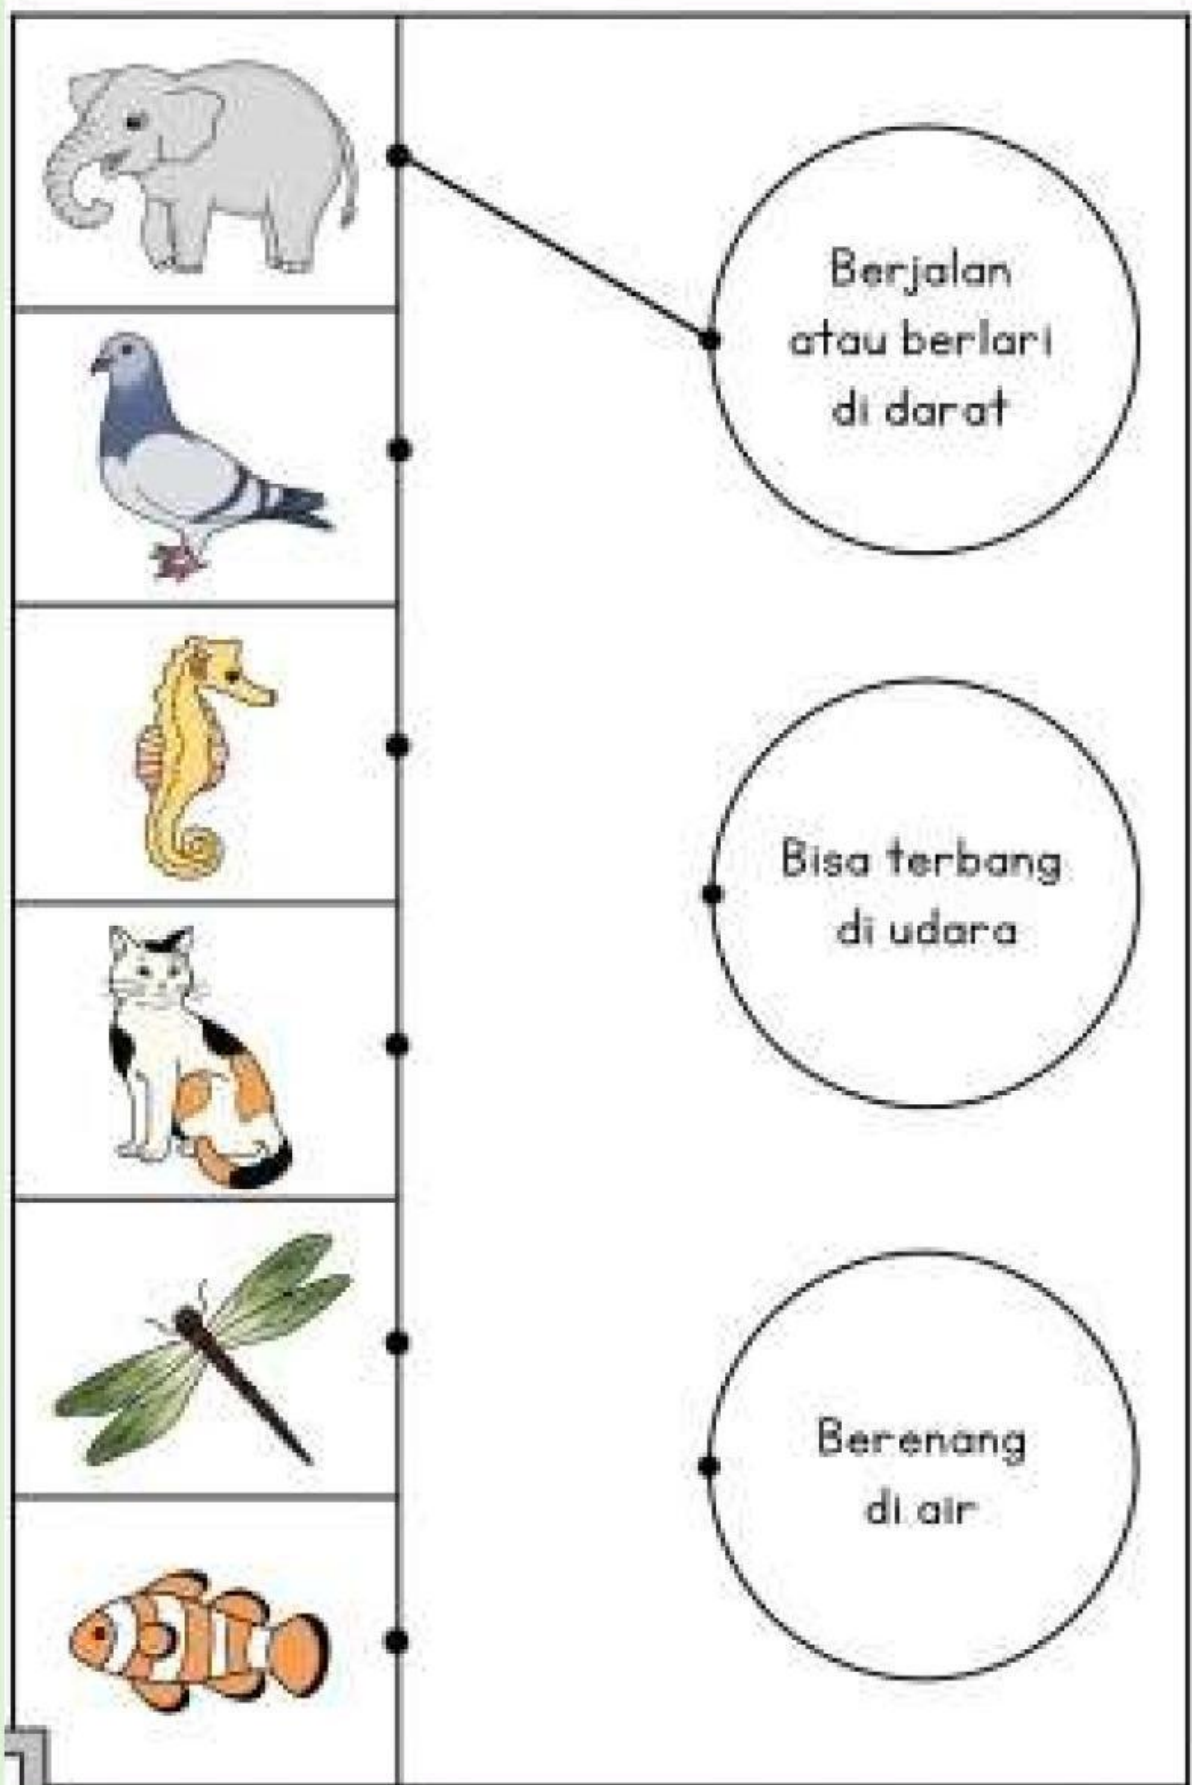 Berjalan
atau berlari
di darat
Bisa terbang
di udara
Berenang
di air